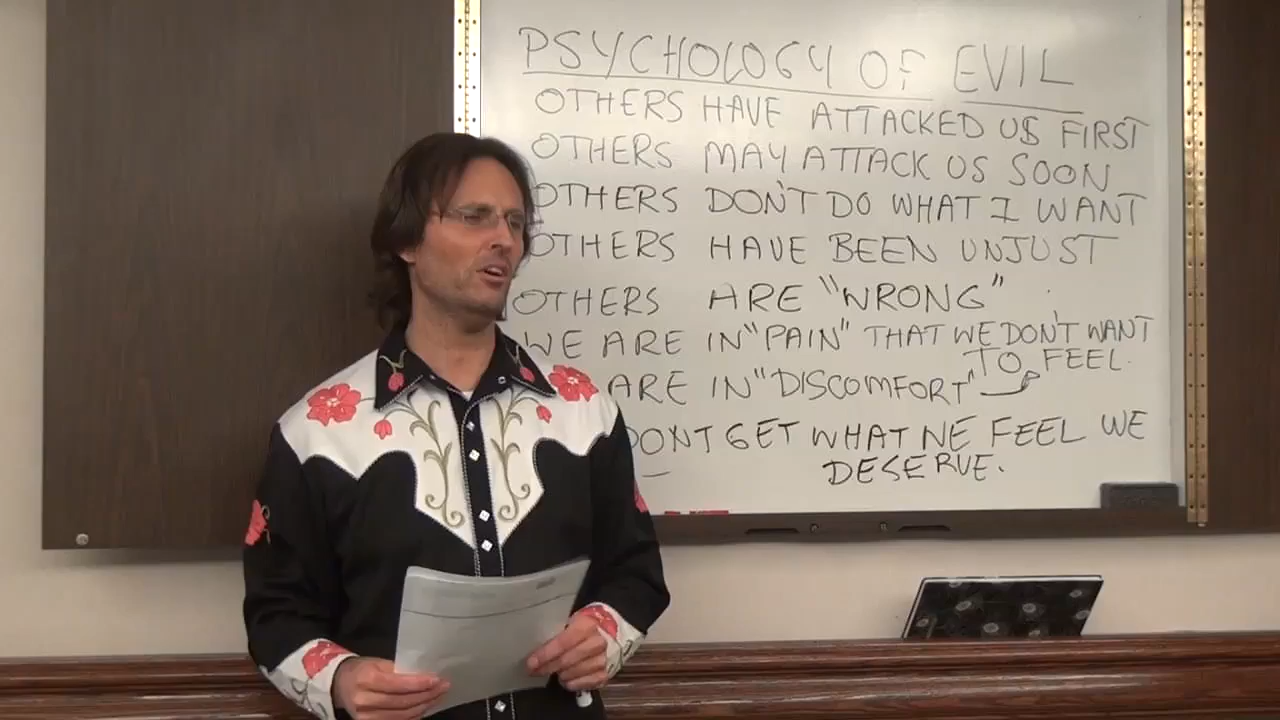 PSYCHOLOGY OF EVIL
OTHERS HAVE ATTACKED US FIRST
OTHERS MAY ATTACK US SOON
OTHERS DON'T DO WHAT I WANT
OTHERS HAVE BEEN UNJUST
OTHERS ARE "WRONG"
WE ARE IN "PAIN" THAT WE DON'T WANT
TO FEEL.
ARE IN "DISCOMFORT"
DONT GET WHAT NE FEEL WE
DESERVE.